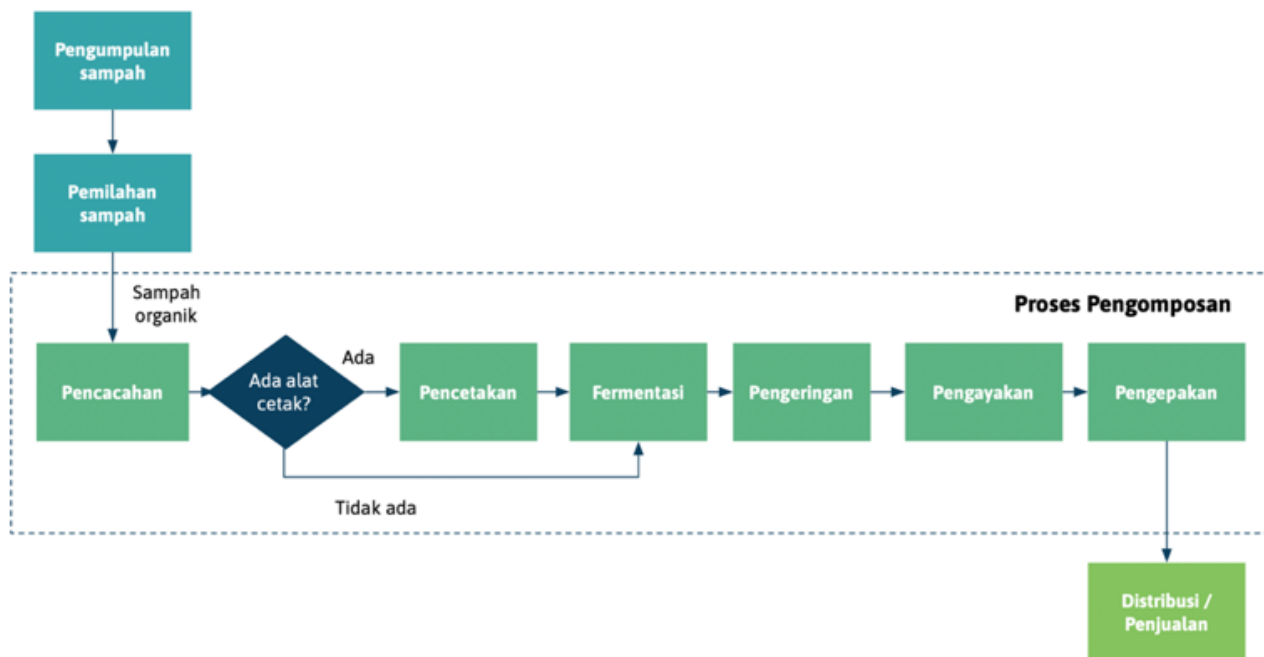 Pengumpulan
sampah
Pemilahan
sampah
Sampah
organik
Proses Pengomposan
Pencacahan
Ada alat
cetak?
Ada
Pencetakan
Fermentasi
Pengeringan
Pengayakan
Pengepakan
Tidak ada
Distribusi /
Penjualan